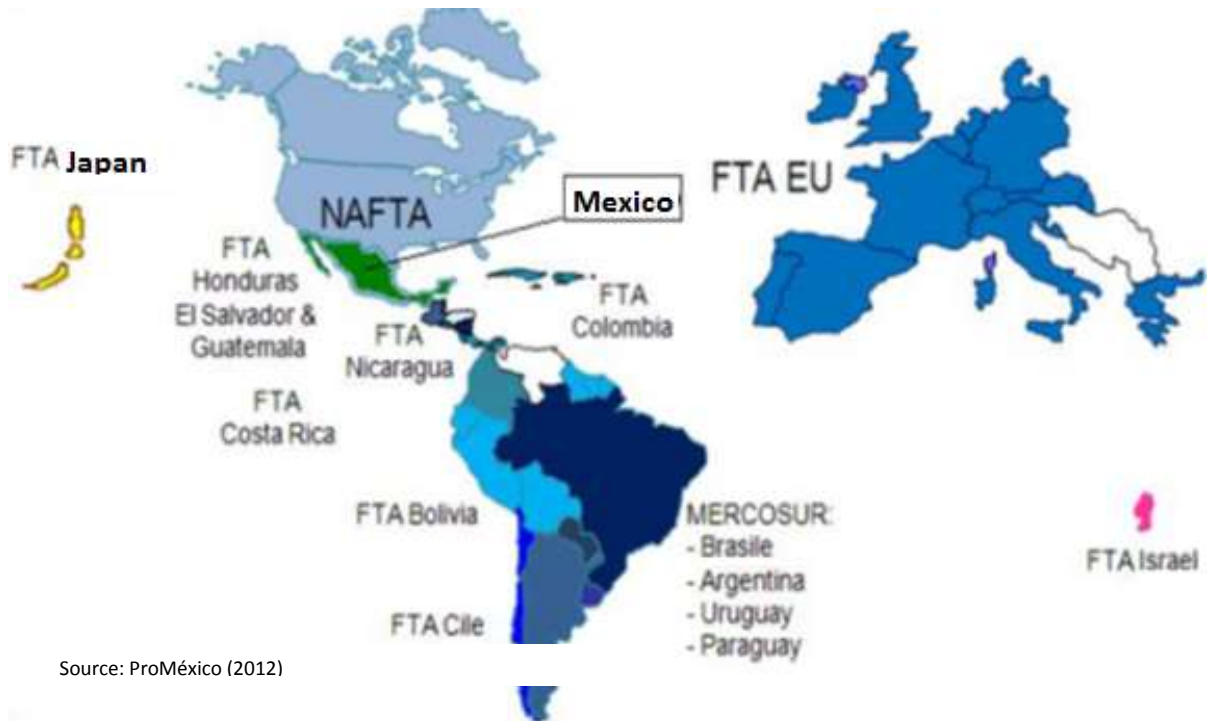 FTA Japan
NAFTA
Mexico
FTA EU
FTA
Honduras
El Salvador &
Guatemala
FTA
Nicaragua
FTA
Colombia
FTA
Costa Rica
FTA Bolivia
MERCOSUR:
- Brasile
- Argentina
- Uruguay
- Paraguay
FTA Israel
FTA Cile
Source: ProMéxico (2012)